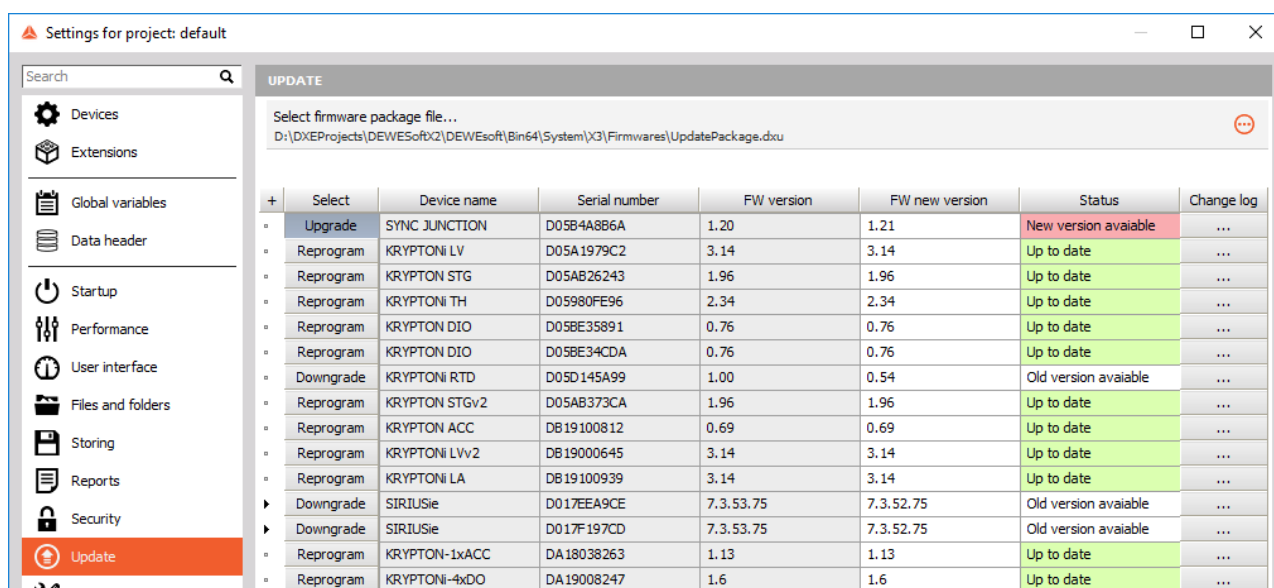 Settings for project: default
Search
UPDATE
Devices
Extensions
Global variables
Data header
Startup
Performance
User interface
Files and folders
Storing
Reports
Security
Update
Select firmware package file...
D:\DXEProjects\DEWESoftX2\DEWEsoft\Bin64\System\X3\Firmwares\UpdatePackage.dxu
+ Select Device name Serial number FW version FW new version Status Change log
Upgrade SYNC JUNCTION D05B4A8B6A 1.20 1.21 New version avaiable ...
Reprogram KRYPTONi LV D05A1979C2 3.14 3.14 Up to date ...
Reprogram KRYPTON STG D05AB26243 1.96 1.96 Up to date ...
Reprogram KRYPTONi TH D05980FE96 2.34 2.34 Up to date ...
Reprogram KRYPTON DIO D05BE35891 0.76 0.76 Up to date ...
Reprogram KRYPTON DIO D05BE34CDA 0.76 0.76 Up to date ...
Downgrade KRYPTONi RTD D05D145A99 1.00 0.54 Old version avaiable ...
Reprogram KRYPTON STGv2 D05AB373CA 1.96 1.96 Up to date ...
Reprogram KRYPTON ACC DB19100812 0.69 0.69 Up to date ...
Reprogram KRYPTONi LVv2 DB19000645 3.14 3.14 Up to date ...
Reprogram KRYPTONi LA DB19100939 3.14 3.14 Up to date ...
Downgrade SIRIUSie D017EEA9CE 7.3.53.75 7.3.52.75 Old version avaiable ...
Downgrade SIRIUSie D017F197CD 7.3.53.75 7.3.52.75 Old version avaiable ...
Reprogram KRYPTON-1xACC DA18038263 1.13 1.13 Up to date ...
Reprogram KRYPTONi-4xDO DA19008247 1.6 1.6 Up to date ...